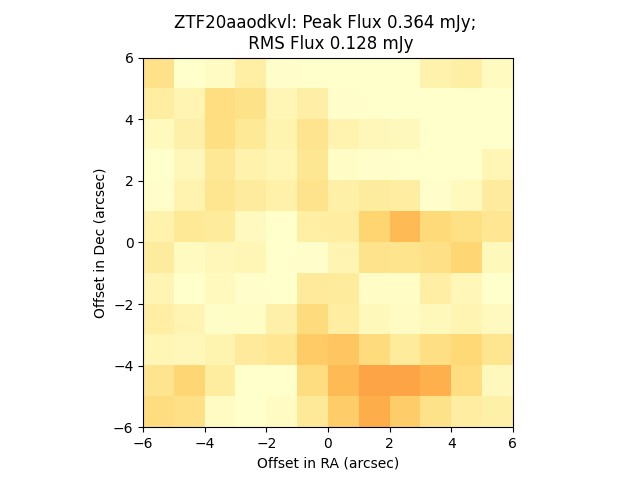 ZTF20aaodkvl: Peak Flux 0.364 mJy;
RMS Flux 0.128 mJy
6
4
2
0
−2
−4
−6
Offset in Dec (arcsec)
−6 −4 −2 0 2 4 6
Offset in RA (arcsec)